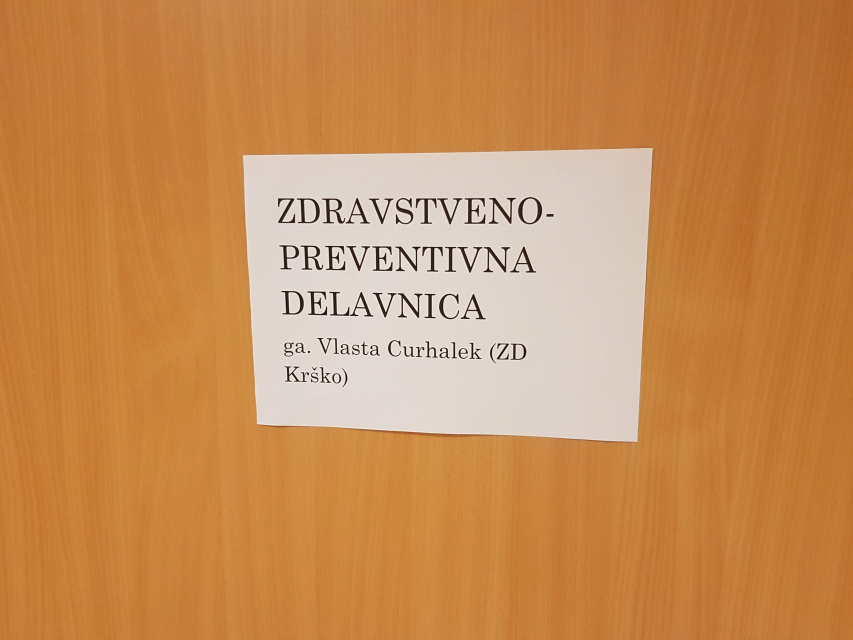 ZDRAVSTVENO-
PREVENTIVNA
DELAVNICA
ga. Vlasta Curhalek (ZD
Krško)